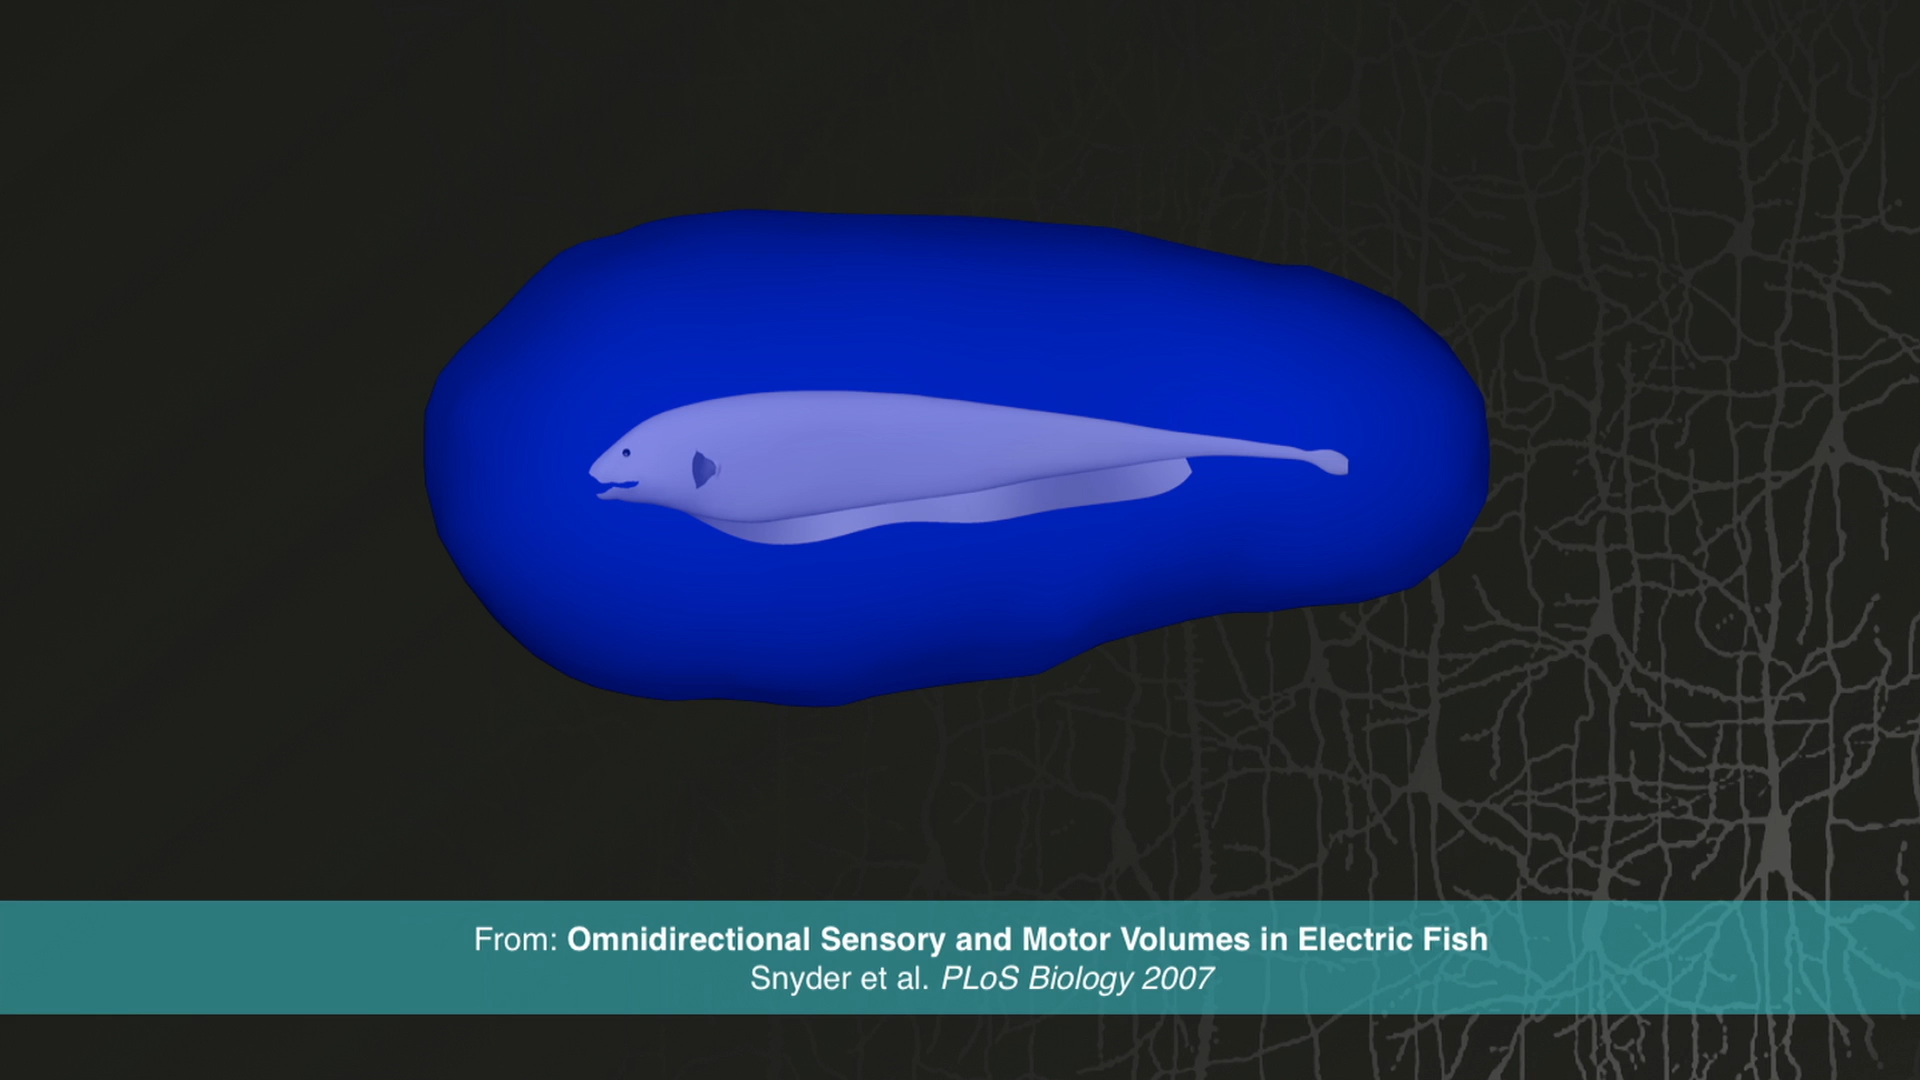 From: Omnidirectional Sensory and Motor Volumes in Electric Fish
Snyder et al. PLoS Biology 2007